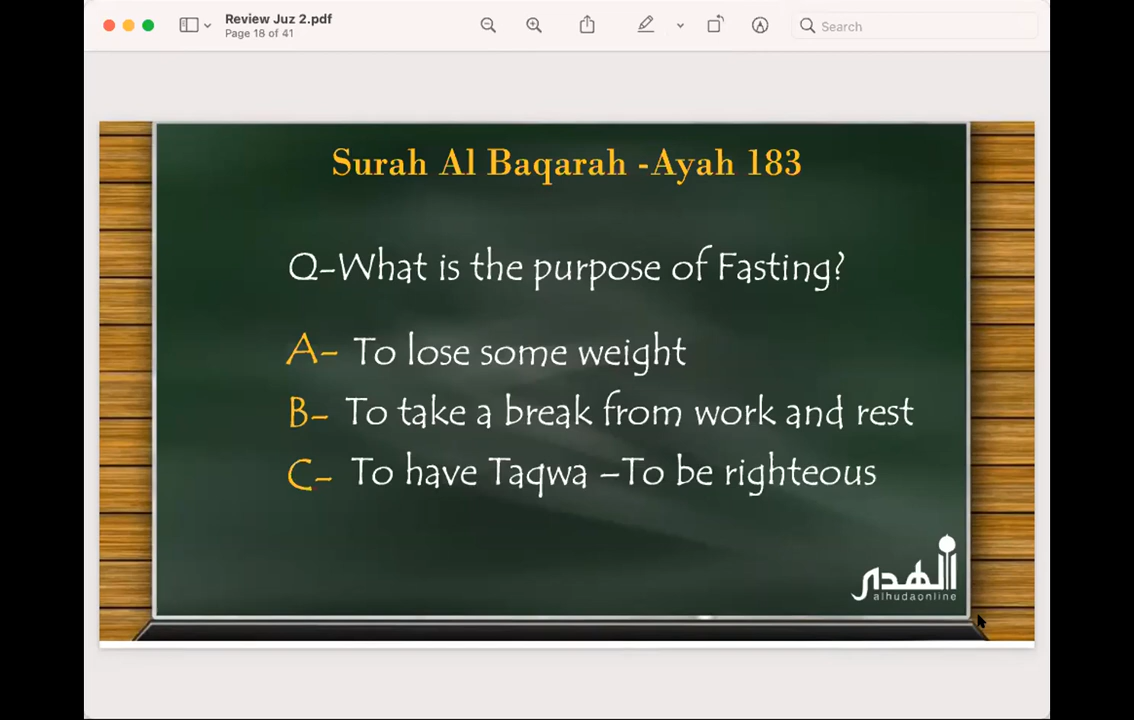 Review Juz 2.pdf
Page 18 of 41
Search
Surah Al Baqarah -Ayah 183
Q-What is the purpose of Fasting?
A- To lose some weight
B- To take a break from work and rest
C- To have Taqwa –To be righteous
الهدى
alhudaonline